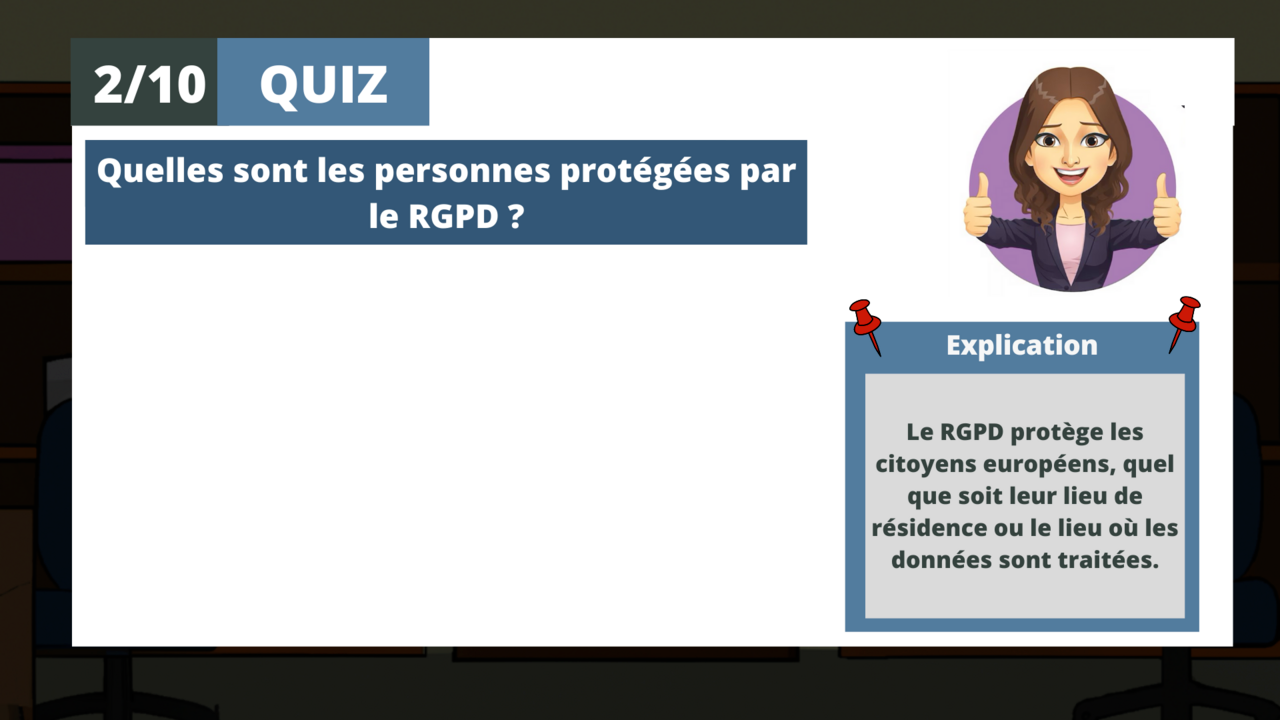 2/10 QUIZ
Quelles sont les personnes protégées par
le RGPD ?
Explication
Le RGPD protège les
citoyens européens, quel
que soit leur lieu de
résidence ou le lieu où les
données sont traitées.